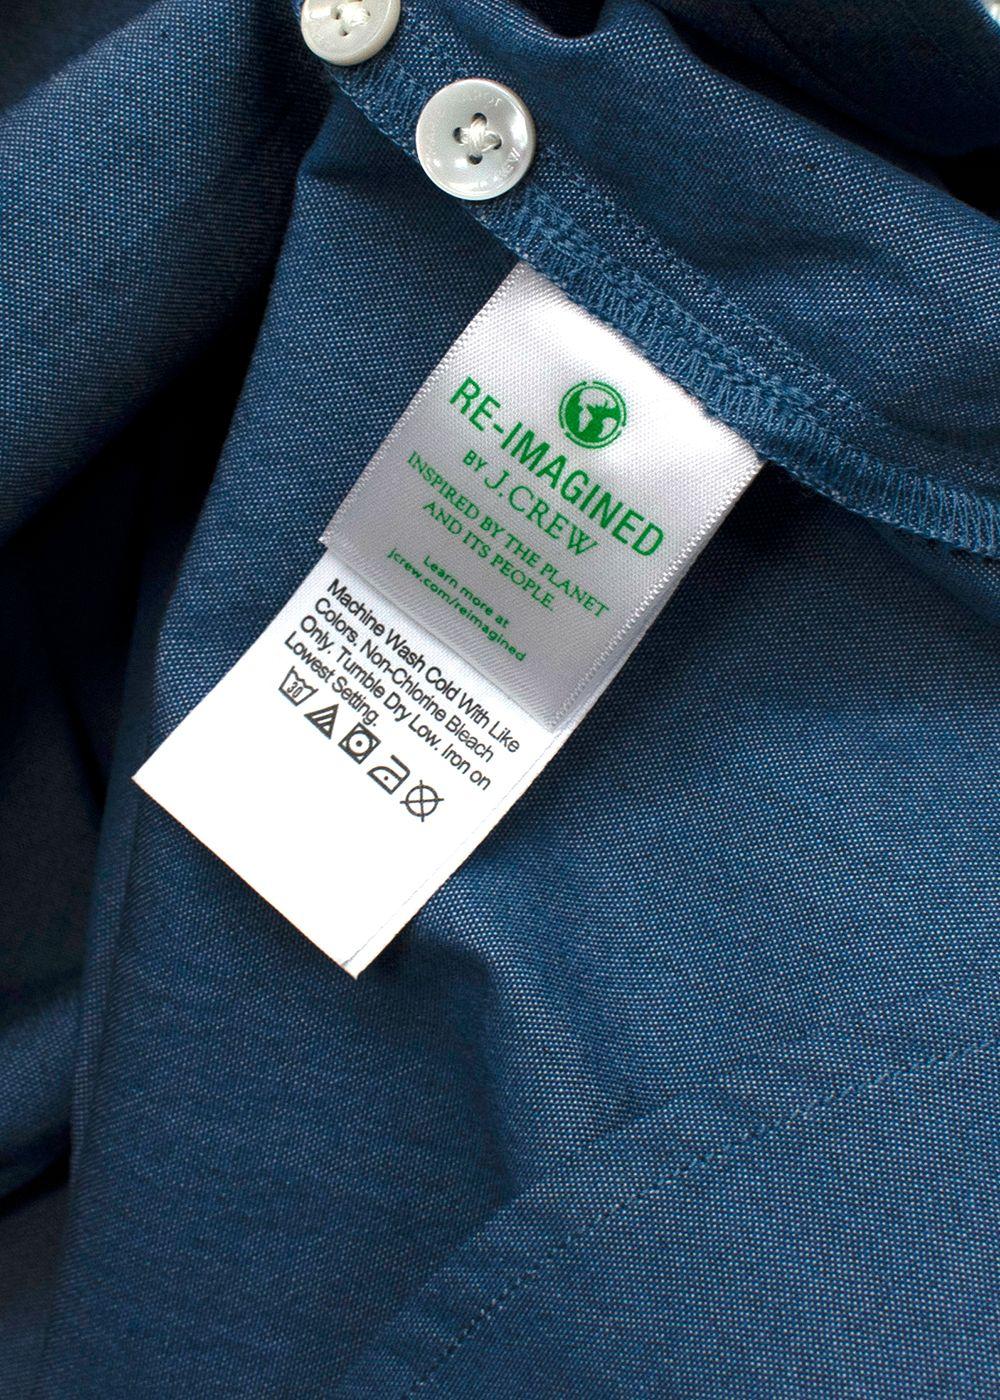 RE-IMAGINED
BY J.CREW
INSPIRED BY THE PLANET
AND ITS PEOPLE.
Learn more at
jcrew.com/reimagined
Machine Wash Cold With Like
Colors. Non-Chlorine Bleach
Only. Tumble Dry Low. Iron on
Lowest Setting.
30